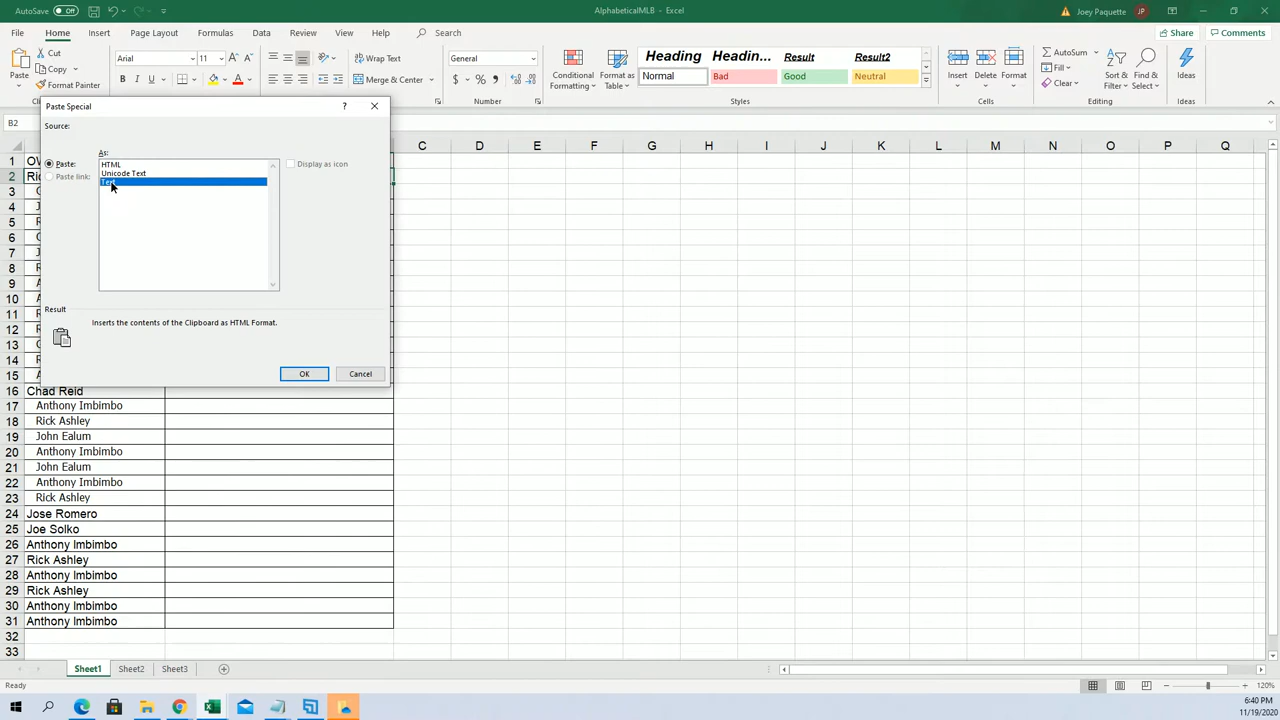 AutoSave Off AlphabeticalMLB - Excel Joey Paquette JP
File Home Insert Page Layout Formulas Data Review View Help Search Share Comments
Paste Cut Copy Format Painter
Arial 11 A A
B I U A
Wrap Text
Merge & Center
General
$ % 9
Conditional Formatting Format as Table
Heading Headin... Result Result2
Normal Bad Good Neutral
Insert Delete Format
AutoSum Fill Clear
Sort & Filter Find & Select
Ideas
Number Styles Cells Editing Ideas
B2
Paste Special ?
Source:
As:
Paste:
Paste link:
HTML
Unicode Text
Text
Display as icon
Result
Inserts the contents of the Clipboard as HTML Format.
OK Cancel
C D E F G H I J K L M N O P Q
1
2
3
4
5
6
7
8
9
10
11
12
13
14
15
16 Chad Reid
17 Anthony Imbimbo
18 Rick Ashley
19 John Ealum
20 Anthony Imbimbo
21 John Ealum
22 Anthony Imbimbo
23 Rick Ashley
24 Jose Romero
25 Joe Solko
26 Anthony Imbimbo
27 Rick Ashley
28 Anthony Imbimbo
29 Rick Ashley
30 Anthony Imbimbo
31 Anthony Imbimbo
32
33
Sheet1 Sheet2 Sheet3
Ready 120%
6:40 PM
11/19/2020